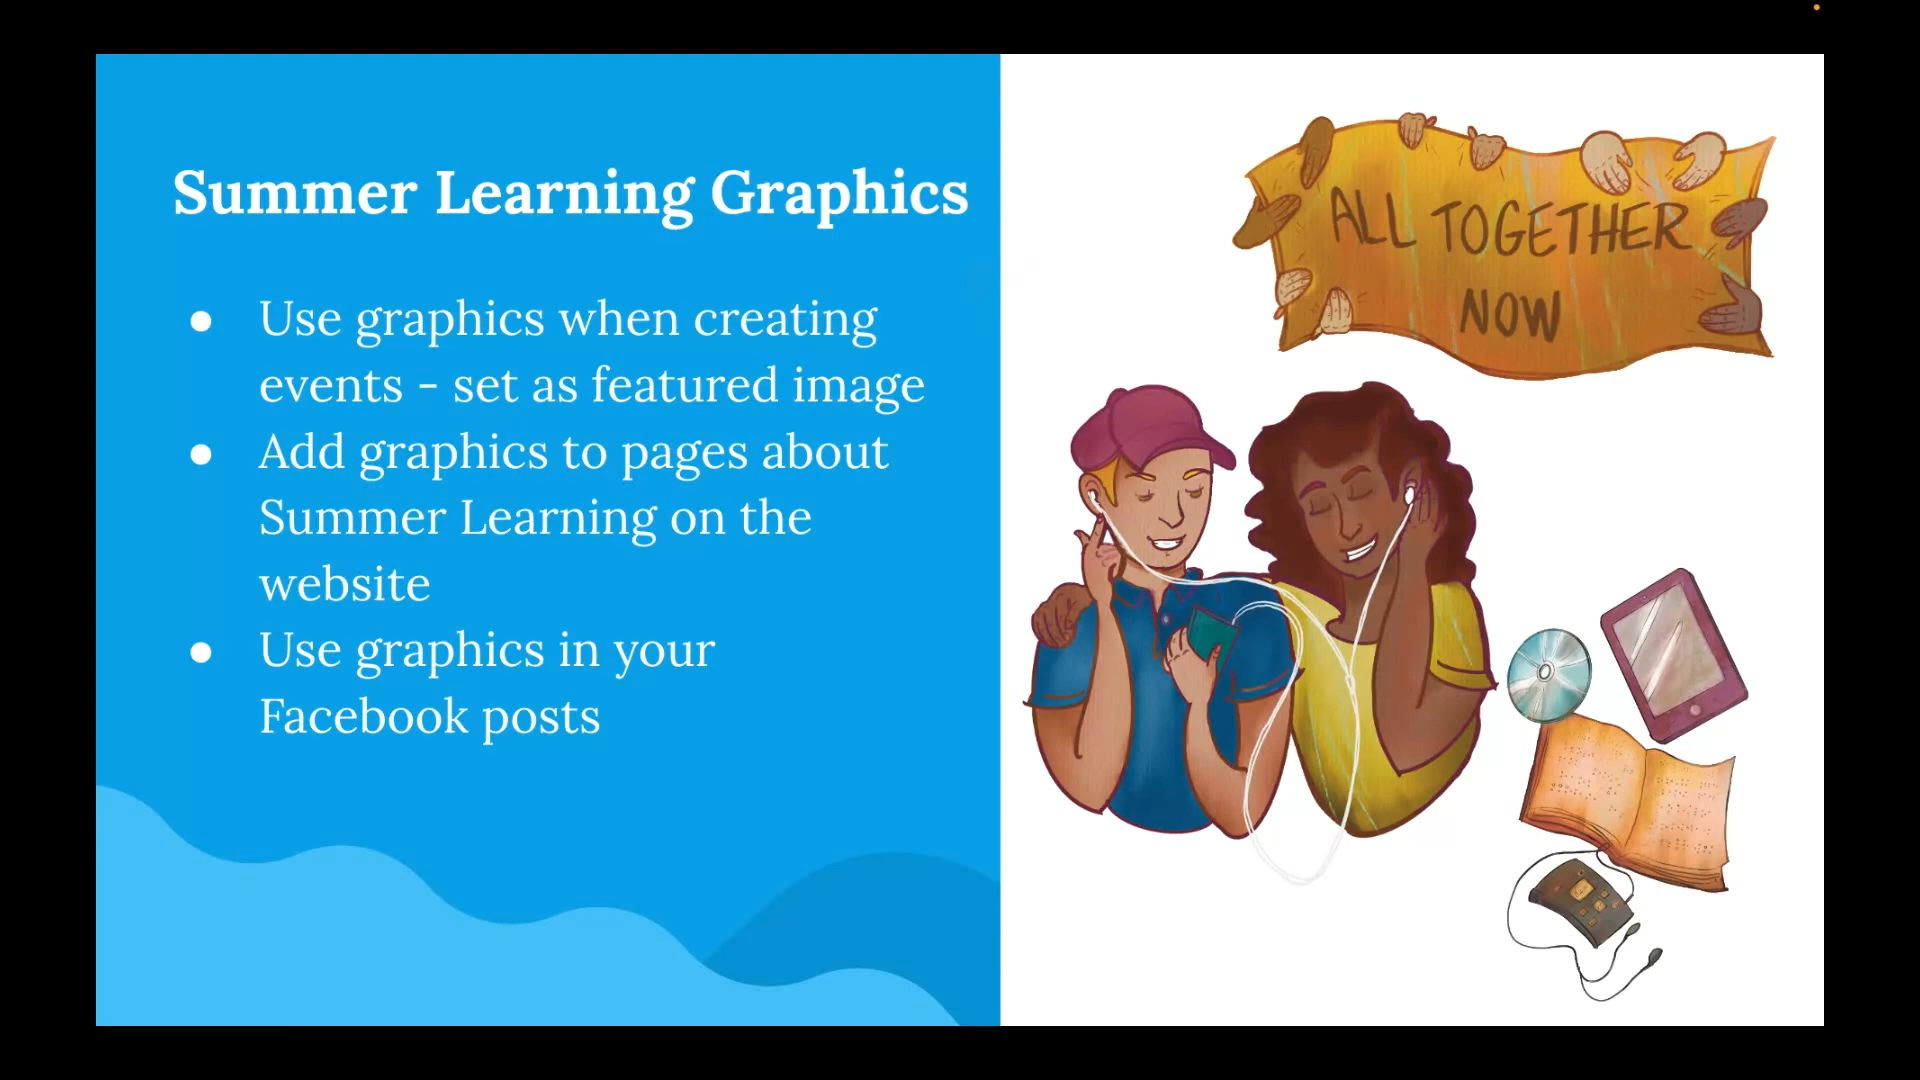 Summer Learning Graphics
● Use graphics when creating
events - set as featured image
● Add graphics to pages about
Summer Learning on the
website
● Use graphics in your
Facebook posts
ALL TOGETHER
NOW